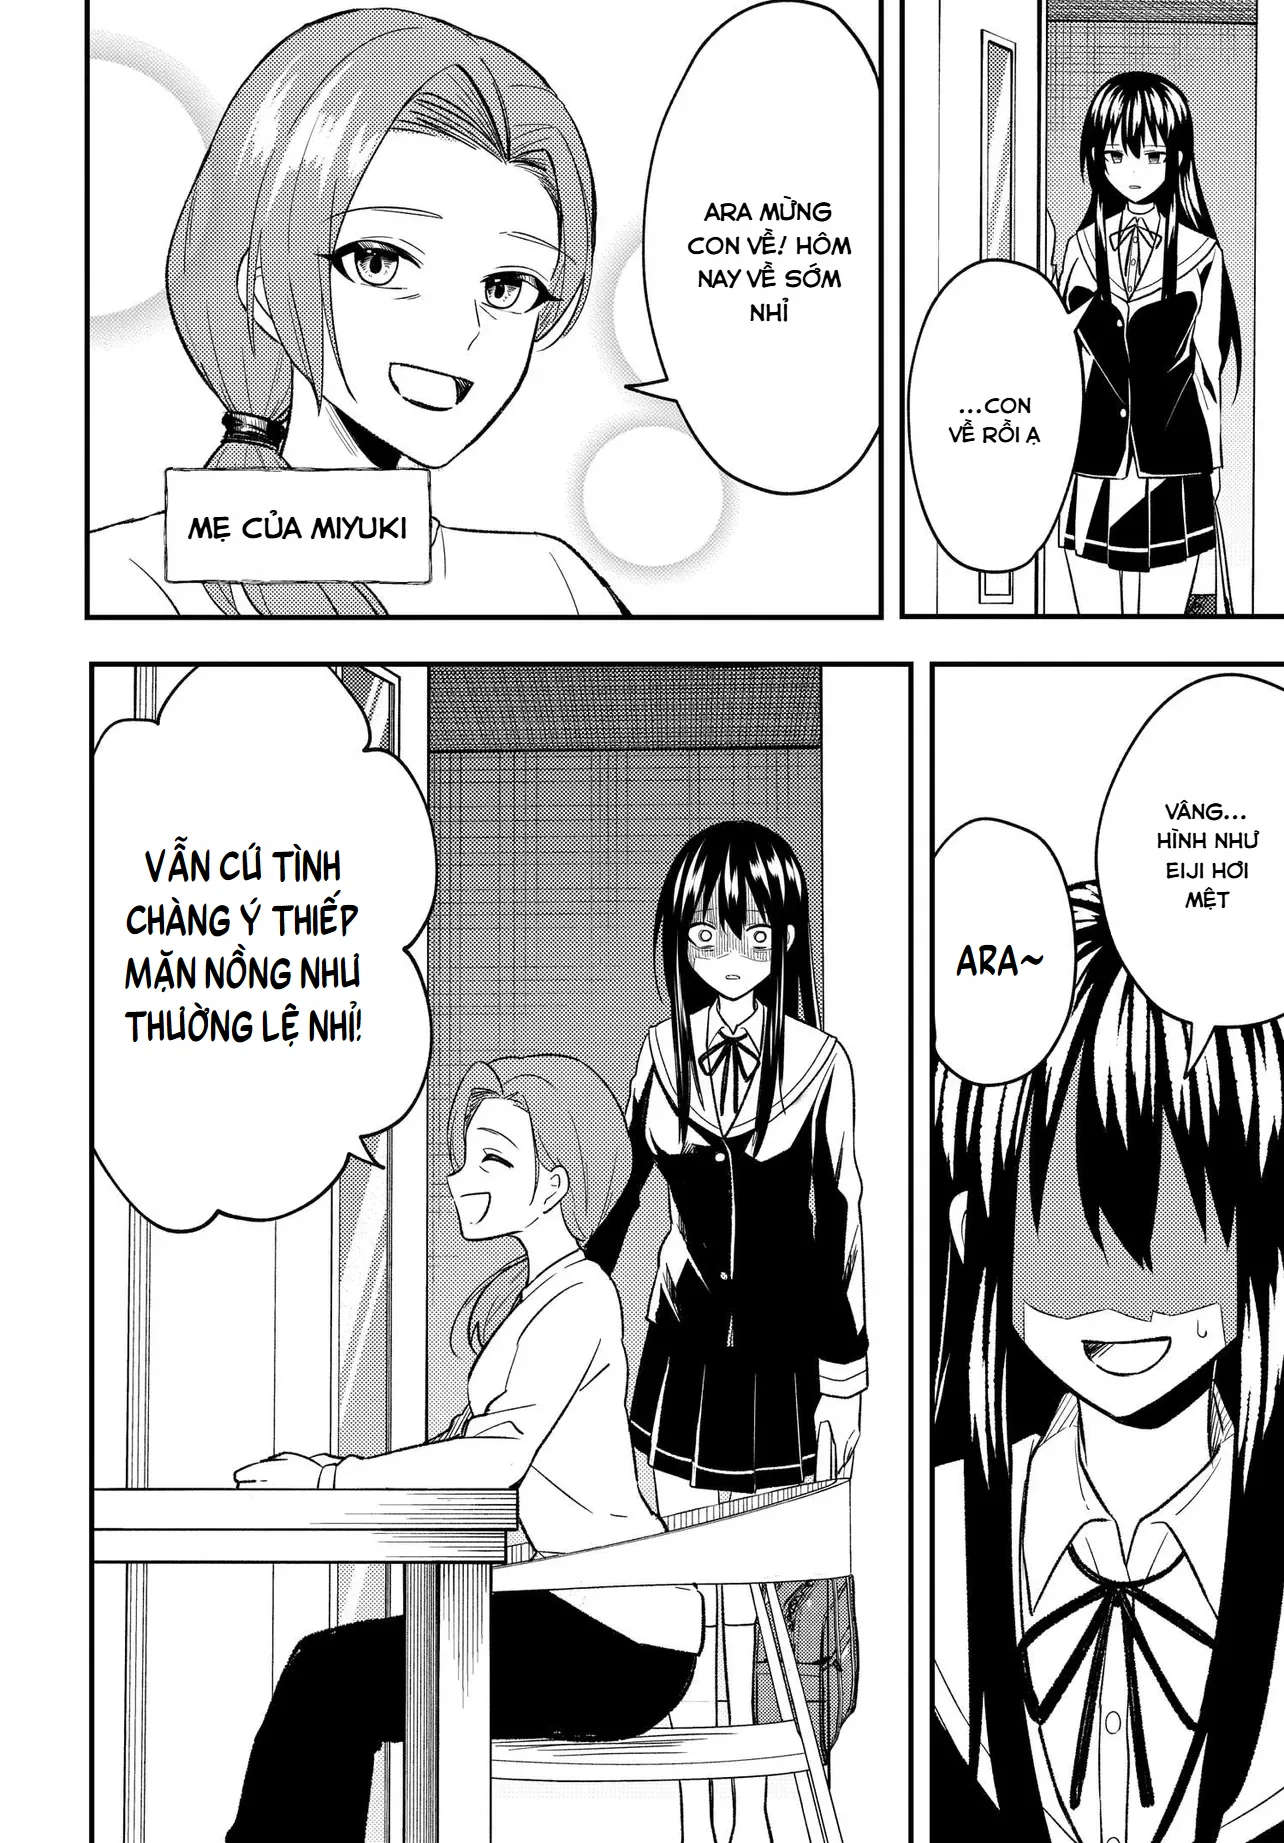 …CON
VỀ RỒI Ạ
ARA MỪNG
CON VỀ! HÔM
NAY VỀ SỚM
NHỈ
MẸ CỦA MIYUKI
VÂNG…
HÌNH NHƯ
EIJI HƠI
MỆT
ARA~
VẪN CỨ TÌNH
CHÀNG Ý THIẾP
MẶN NỒNG NHƯ
THƯỜNG LỆ NHỈ!